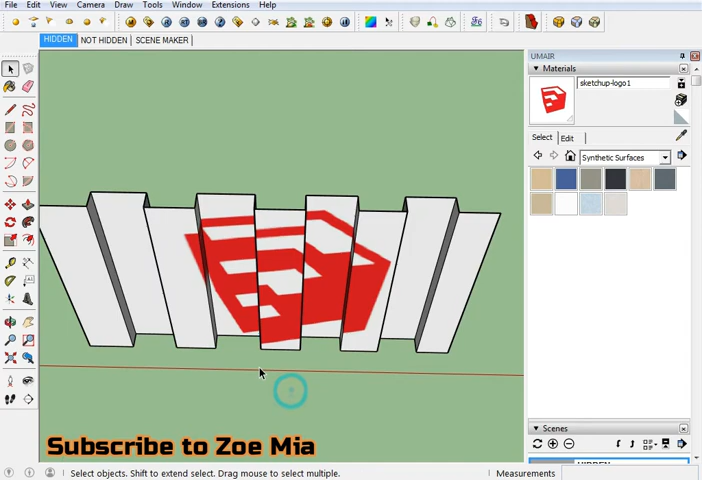 File Edit View Camera Draw Tools Window Extensions Help
HIDDEN NOT HIDDEN SCENE MAKER
UMAIR
Materials
sketchup-logo1
Select Edit
Synthetic Surfaces
Scenes
Subscribe to Zoe Mia
Select objects. Shift to extend select. Drag mouse to select multiple.
Measurements